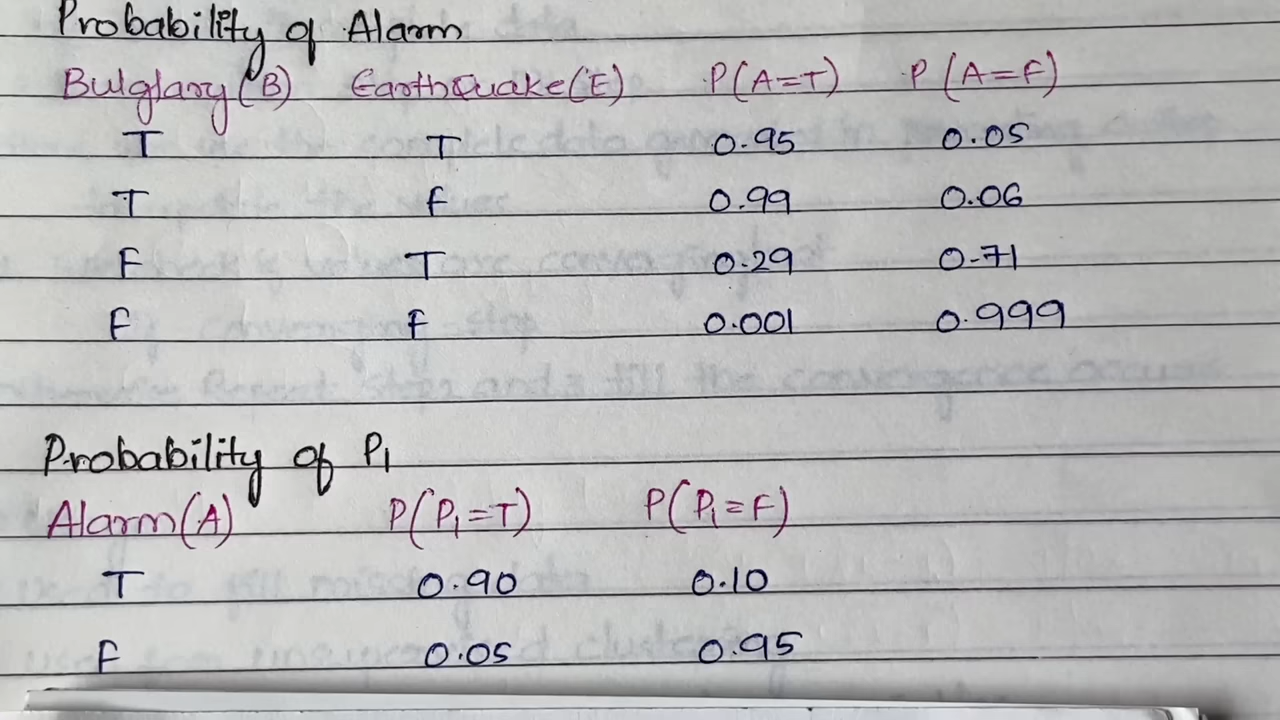 Probability of Alarm
Bulglary(B) Earthquake(E) P(A=T) P(A=F)
T T 0.95 0.05
T F 0.99 0.06
F T 0.29 0.71
F F 0.001 0.999
Probability of P1
Alarm(A) P(P1=T) P(P1=F)
T 0.90 0.10
F 0.05 0.95